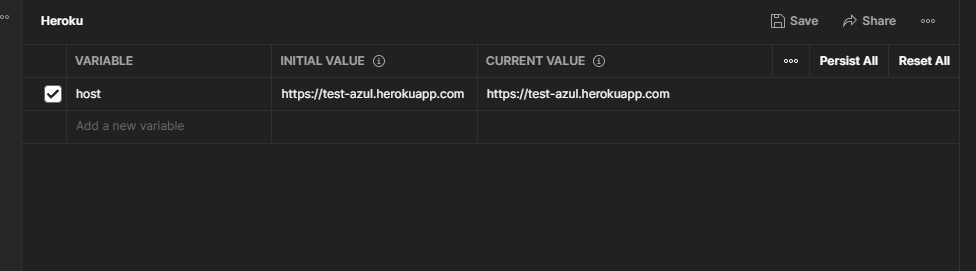 Heroku Save Share
VARIABLE INITIAL VALUE CURRENT VALUE Persist All Reset All
host https://test-azul.herokuapp.com https://test-azul.herokuapp.com
Add a new variable